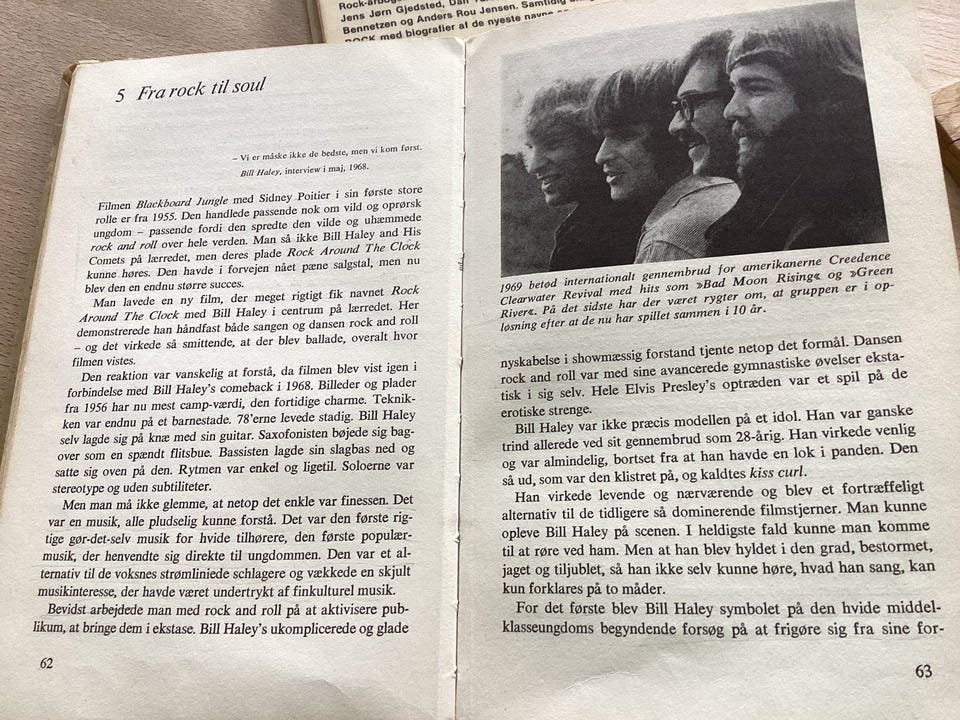 Jens Jørn Gjedsted, Dan
Bennetzen og Anders Rou Jensen. Samtidig
ROCK med biografier af de nyeste navne
5 Fra rock til soul
– Vi er måske ikke de bedste, men vi kom først.
Bill Haley, interview i maj, 1968.
Filmen Blackboard Jungle med Sidney Poitier i sin første store
rolle er fra 1955. Den handlede passende nok om vild og oprørsk
ungdom – passende fordi den spredte den vilde og uhæmmede
rock and roll over hele verden. Man så ikke Bill Haley and His
Comets på lærredet, men deres plade Rock Around The Clock
kunne høres. Den havde i forvejen nået pæne salgstal, men nu
blev den en endnu større succes.
Man lavede en ny film, der meget rigtigt fik navnet Rock
Around The Clock med Bill Haley i centrum på lærredet. Her
demonstrerede han håndfast både sangen og dansen rock and roll
– og det virkede så smittende, at der blev ballade, overalt hvor
filmen vistes.
Den reaktion var vanskelig at forstå, da filmen blev vist igen i
forbindelse med Bill Haley's comeback i 1968. Billeder og plader
fra 1956 har nu mest camp-værdi, den fortidige charme. Teknik-
ken var endnu på et barnestade. 78'erne levede stadig. Bill Haley
selv lagde sig på knæ med sin guitar. Saxofonisten bøjede sig bag-
over som en spændt flitsbue. Bassisten lagde sin slagbas ned og
satte sig oven på den. Rytmen var enkel og ligetil. Soloerne var
stereotype og uden subtiliteter.
Men man må ikke glemme, at netop det enkle var finessen. Det
var en musik, alle pludselig kunne forstå. Det var den første rig-
tige gør-det-selv musik for hvide tilhørere, den første populær-
musik, der henvendte sig direkte til ungdommen. Den var et al-
ternativ til de voksnes strømliniede schlagere og vækkede en skjult
musikinteresse, der havde været undertrykt af finkulturel musik.
Bevidst arbejdede man med rock and roll på at aktivisere pub-
likum, at bringe dem i ekstase. Bill Haley's ukomplicerede og glade
62
1969 betød internationalt gennembrud for amerikanerne Creedence
Clearwater Revival med hits som »Bad Moon Rising« og »Green
River«. På det sidste har der været rygter om, at gruppen er i op-
løsning efter at de nu har spillet sammen i 10 år.
nyskabelse i showmæssig forstand tjente netop det formål. Dansen
rock and roll var med sine avancerede gymnastiske øvelser eksta-
tisk i sig selv. Hele Elvis Presley's optræden var et spil på de
erotiske strenge.
Bill Haley var ikke præcis modellen på et idol. Han var ganske
trind allerede ved sit gennembrud som 28-årig. Han virkede venlig
og var almindelig, bortset fra at han havde en lok i panden. Den
så ud, som var den klistret på, og kaldtes kiss curl.
Han virkede levende og nærværende og blev et fortræffeligt
alternativ til de tidligere så dominerende filmstjerner. Man kunne
opleve Bill Haley på scenen. I heldigste fald kunne man komme
til at røre ved ham. Men at han blev hyldet i den grad, bestormet,
jaget og tiljublet, så han ikke selv kunne høre, hvad han sang, kan
kun forklares på to måder.
For det første blev Bill Haley symbolet på den hvide middel-
klasseungdoms begyndende forsøg på at frigøre sig fra sine for-
63